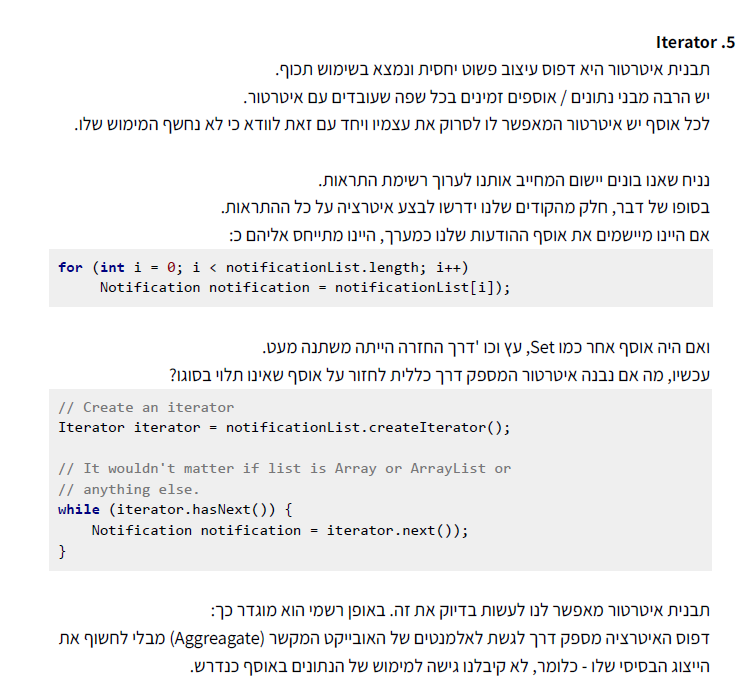 5. Iterator
תבנית איטרטור היא דפוס עיצוב פשוט יחסית ונמצא בשימוש תכוף.
יש הרבה מבני נתונים / אוספים זמינים בכל שפה שעובדים עם איטרטור.
לכל אוסף יש איטרטור המאפשר לו לסרוק את עצמיו ויחד עם זאת לוודא כי לא נחשף המימוש שלו.
נניח שאנו בונים יישום המחייב אותנו לערוך רשימת התראות.
בסופו של דבר, חלק מהקודים שלנו ידרשו לבצע איטרציה על כל ההתראות.
אם היינו מיישמים את אוסף ההודעות שלנו כמערך, היינו מתייחס אליהם כ:
for (int i = 0; i < notificationList.length; i++)
     Notification notification = notificationList[i]);
ואם היה אוסף אחר כמו Set, עץ וכו 'דרך החזרה הייתה משתנה מעט.
עכשיו, מה אם נבנה איטרטור המספק דרך כללית לחזור על אוסף שאינו תלוי בסוגו?
// Create an iterator
Iterator iterator = notificationList.createIterator();
// It wouldn't matter if list is Array or ArrayList or
// anything else.
while (iterator.hasNext()) {
    Notification notification = iterator.next());
}
תבנית איטרטור מאפשר לנו לעשות בדיוק את זה. באופן רשמי הוא מוגדר כך:
דפוס האיטרציה מספק דרך לגשת לאלמנטים של האובייקט המקשר (Aggreagate) מבלי לחשוף את
הייצוג הבסיסי שלו - כלומר, לא קיבלנו גישה למימוש של הנתונים באוסף כנדרש.